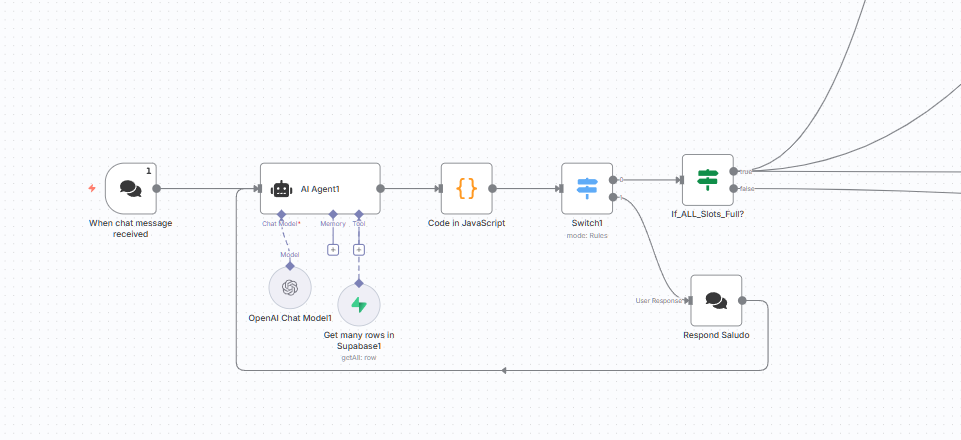 1
When chat message
received
AI Agent1
Chat Model*
Memory
Tool
Model
OpenAI Chat Model1
Get many rows in
Supabase1
getAll: row
{}
Code in JavaScript
0
1
Switch1
mode: Rules
true
false
If_ALL_Slots_Full?
User Response
Respond Saludo